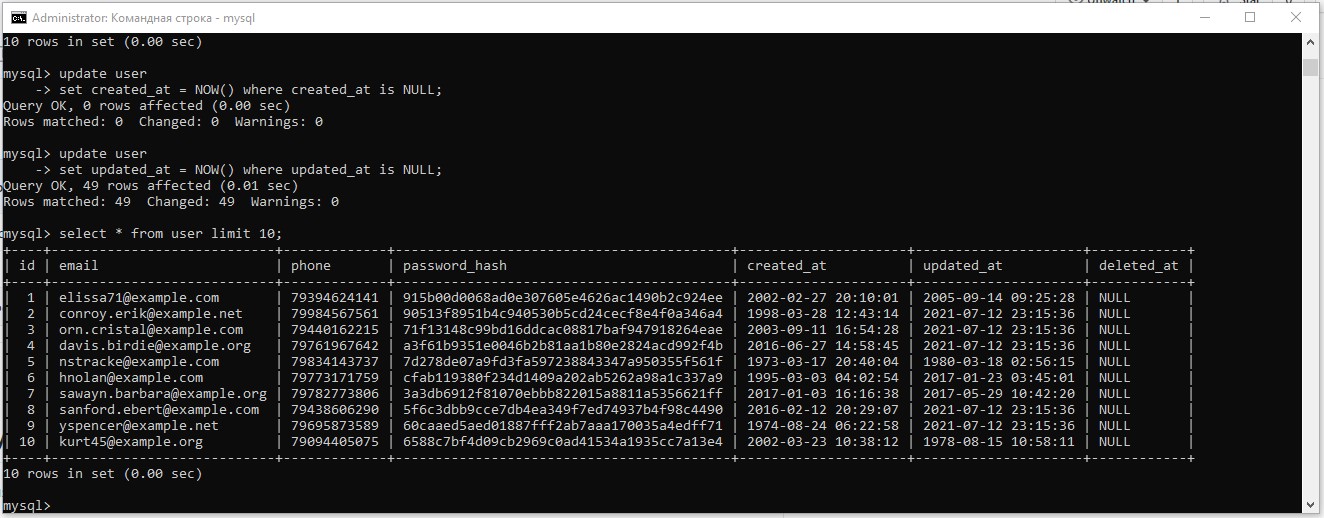 Administrator: Командная строка - mysql
10 rows in set (0.00 sec)
mysql> update user
    -> set created_at = NOW() where created_at is NULL;
Query OK, 0 rows affected (0.00 sec)
Rows matched: 0  Changed: 0  Warnings: 0
mysql> update user
    -> set updated_at = NOW() where updated_at is NULL;
Query OK, 49 rows affected (0.01 sec)
Rows matched: 49  Changed: 49  Warnings: 0
mysql> select * from user limit 10;
+----+-----------------------------+-------------+------------------------------------------+---------------------+---------------------+------------+
| id | email                       | phone       | password_hash                            | created_at          | updated_at          | deleted_at |
+----+-----------------------------+-------------+------------------------------------------+---------------------+---------------------+------------+
|  1 | elissa71@example.com        | 79394624141 | 915b00d0068ad0e307605e4626ac1490b2c924ee | 2002-02-27 20:10:01 | 2005-09-14 09:25:28 | NULL       |
|  2 | conroy.erik@example.net     | 79984567561 | 90513f8951b4c940530b5cd24cecf8e4f0a346a4 | 1998-03-28 12:43:14 | 2021-07-12 23:15:36 | NULL       |
|  3 | orn.cristal@example.com     | 79440162215 | 71f13148c99bd16ddcac08817baf947918264eae | 2003-09-11 16:54:28 | 2021-07-12 23:15:36 | NULL       |
|  4 | davis.birdie@example.org    | 79761967642 | a3f61b9351e0046b2b81aa1b80e2824acd992f4b | 2016-06-27 14:58:45 | 2021-07-12 23:15:36 | NULL       |
|  5 | nstracke@example.com        | 79834143737 | 7d278de07a9fd3fa597238843347a950355f561f | 1973-03-17 20:40:04 | 1980-03-18 02:56:15 | NULL       |
|  6 | hnolan@example.com          | 79773171759 | cfab119380f234d1409a202ab5262a98a1c337a9 | 1995-03-03 04:02:54 | 2017-01-23 03:45:01 | NULL       |
|  7 | sawayn.barbara@example.org  | 79782773806 | 3a3db6912f81070ebbb822015a8811a5356621ff | 2017-01-03 16:16:38 | 2017-05-29 10:42:20 | NULL       |
|  8 | sanford.ebert@example.com   | 79438606290 | 5f6c3dbb9cce7db4ea349f7ed74937b4f98c4490 | 2016-02-12 20:29:07 | 2021-07-12 23:15:36 | NULL       |
|  9 | yspencer@example.net        | 79695873589 | 60caaed5aed01887fff2ab7aaa170035a4edff71 | 1974-08-24 06:22:58 | 2021-07-12 23:15:36 | NULL       |
| 10 | kurt45@example.org          | 79094405075 | 6588c7bf4d09cb2969c0ad41534a1935cc7a13e4 | 2002-03-23 10:38:12 | 1978-08-15 10:58:11 | NULL       |
+----+-----------------------------+-------------+------------------------------------------+---------------------+---------------------+------------+
10 rows in set (0.00 sec)
mysql>